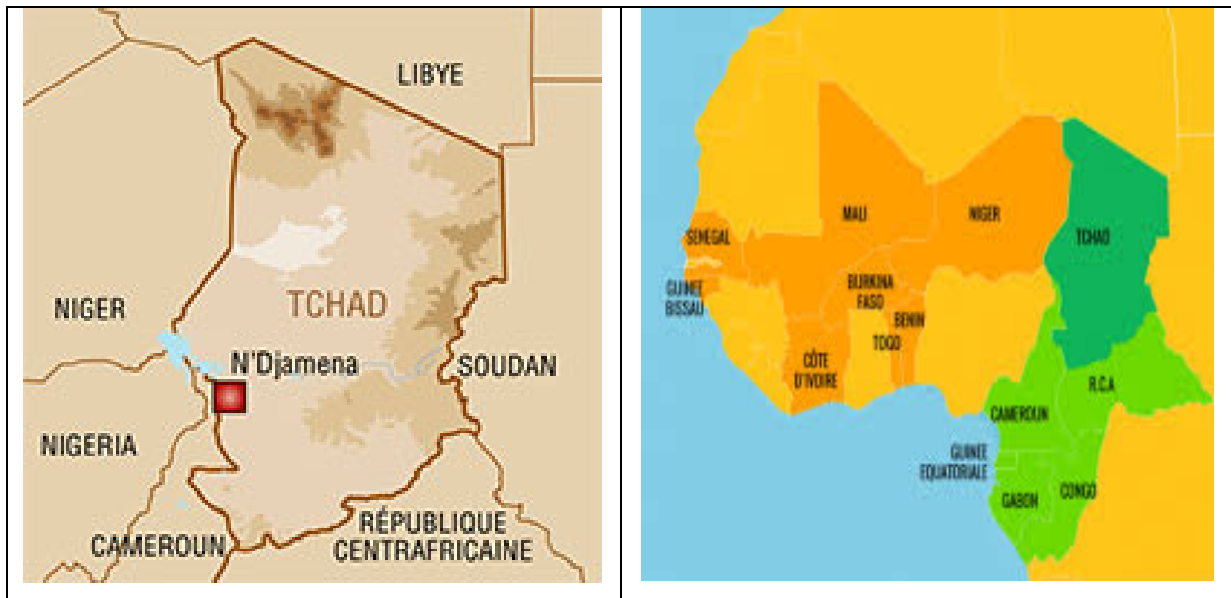 LIBYE
NIGER
TCHAD
N'Djamena
SOUDAN
NIGERIA
CAMEROUN
RÉPUBLIQUE
CENTRAFRICAINE
MALI
NIGER
TCHAD
SENEGAL
GUINEE
BISSAU
BURKINA
FASO
BENIN
TOGO
CÔTE
D'IVOIRE
R.C.A
CAMEROUN
GUINEE
EQUATORIALE
GABON
CONGO